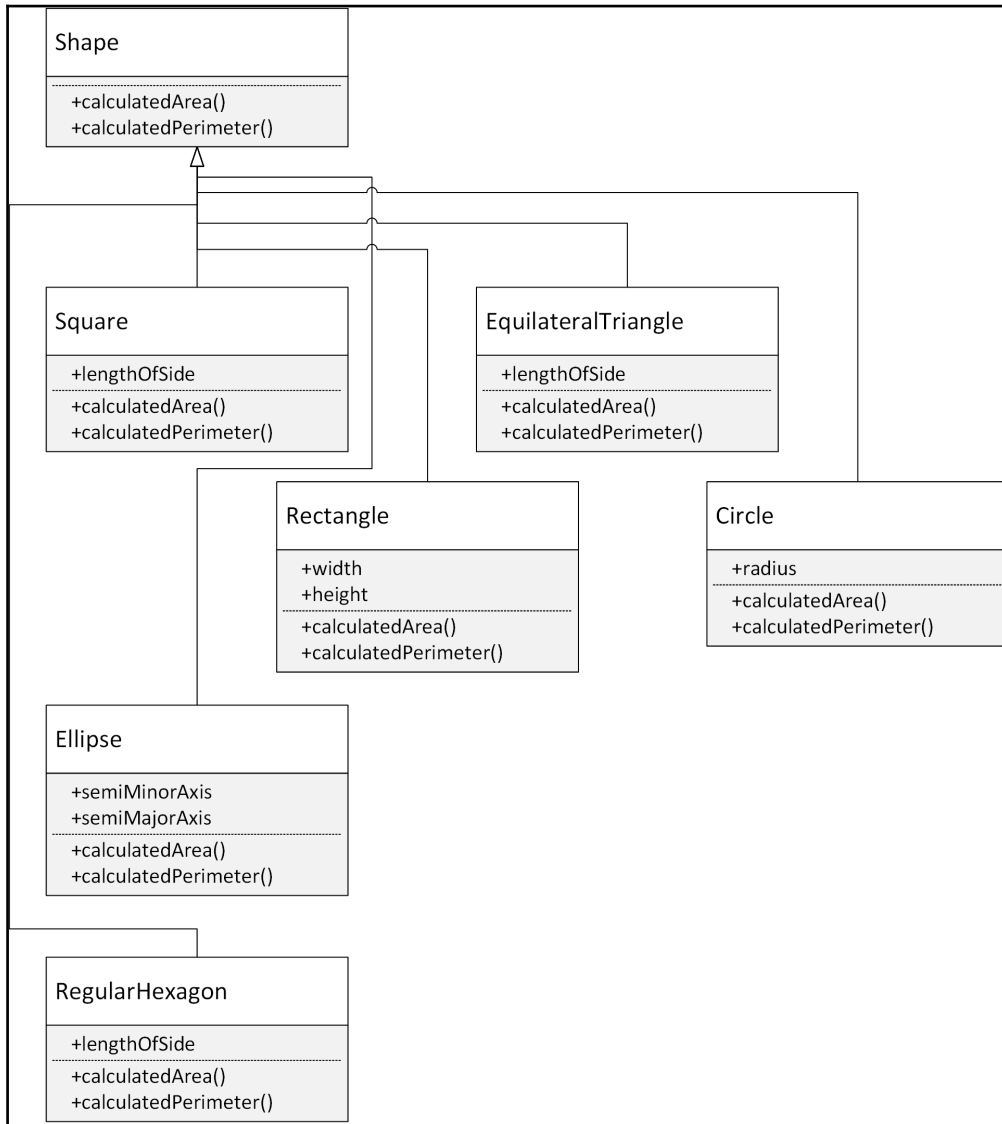 Shape
+calculatedArea()
+calculatedPerimeter()
Square
+lengthOfSide
+calculatedArea()
+calculatedPerimeter()
EquilateralTriangle
+lengthOfSide
+calculatedArea()
+calculatedPerimeter()
Rectangle
+width
+height
+calculatedArea()
+calculatedPerimeter()
Circle
+radius
+calculatedArea()
+calculatedPerimeter()
Ellipse
+semiMinorAxis
+semiMajorAxis
+calculatedArea()
+calculatedPerimeter()
RegularHexagon
+lengthOfSide
+calculatedArea()
+calculatedPerimeter()